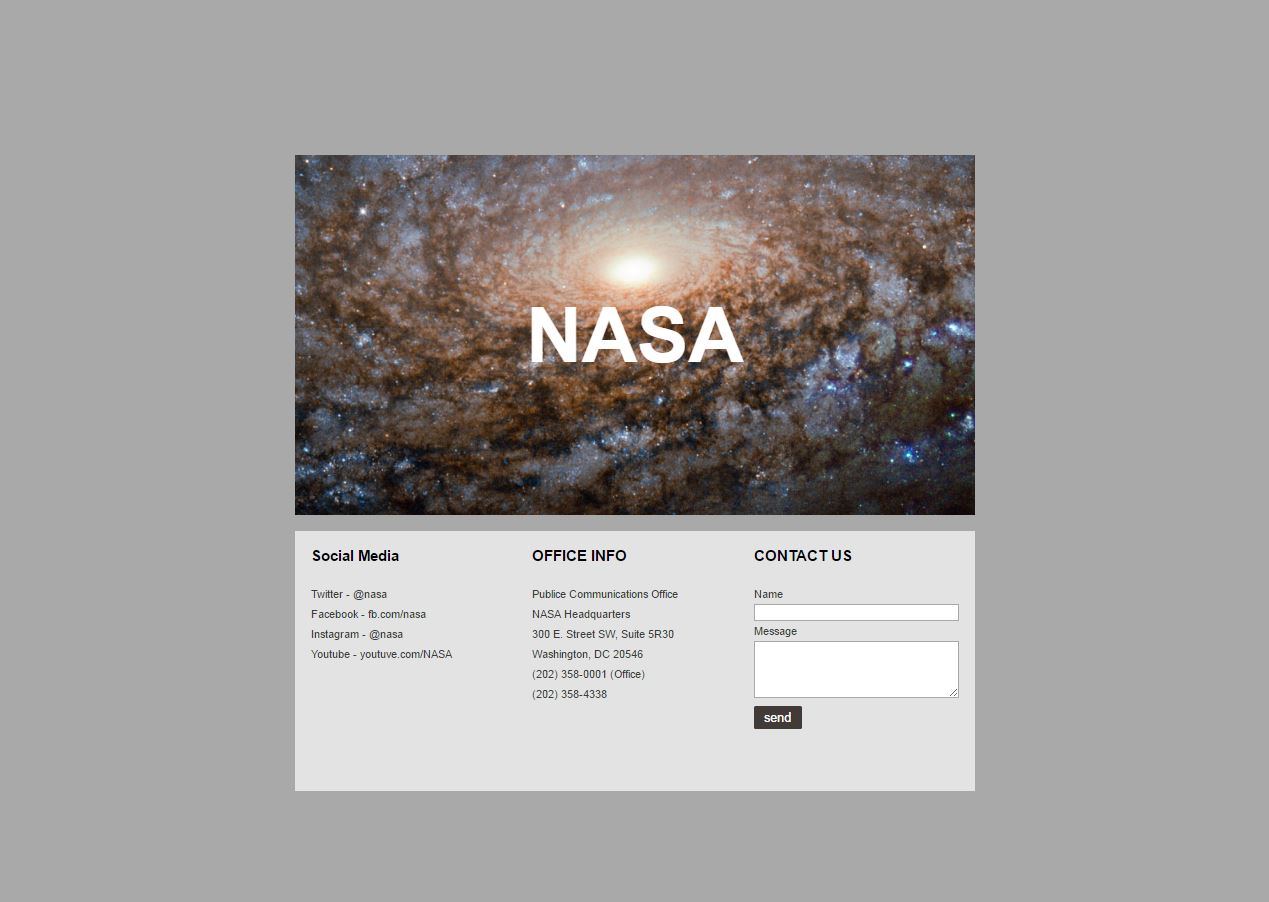 NASA
Social Media
Twitter - @nasa
Facebook - fb.com/nasa
Instagram - @nasa
Youtube - youtuve.com/NASA
OFFICE INFO
Publice Communications Office
NASA Headquarters
300 E. Street SW, Suite 5R30
Washington, DC 20546
(202) 358-0001 (Office)
(202) 358-4338
CONTACT US
Name
Message
send